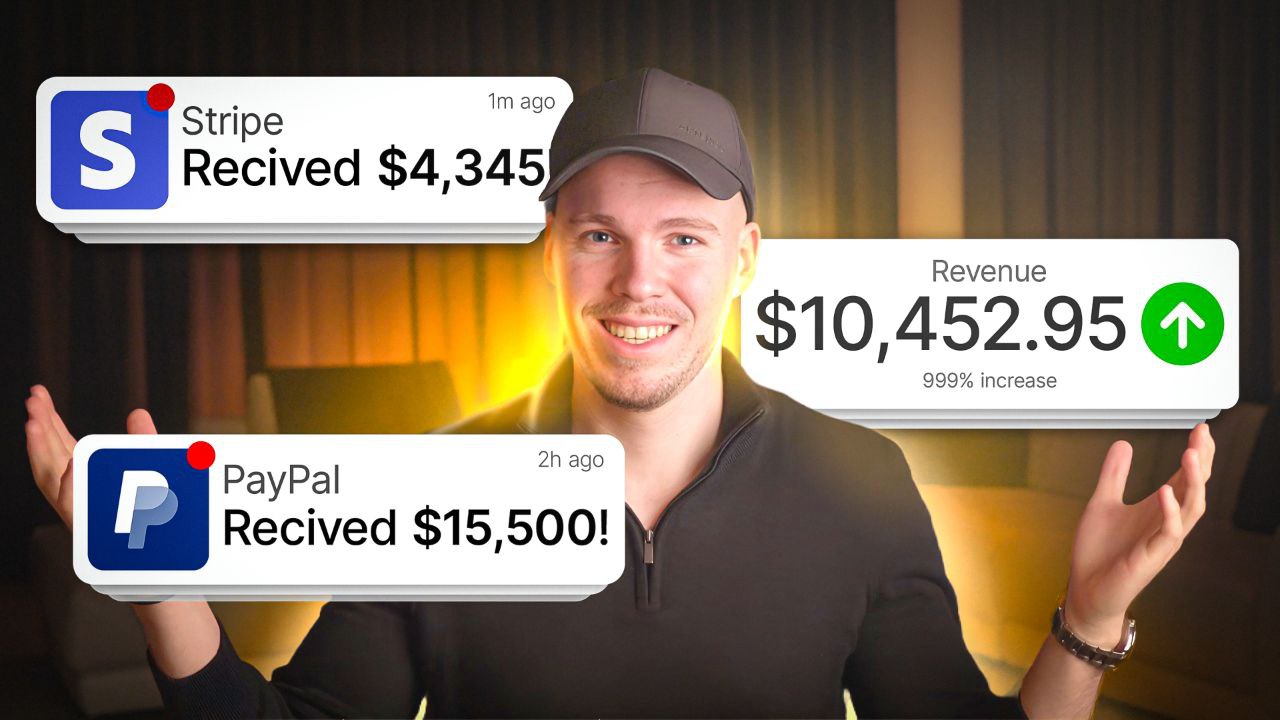 1m ago
Stripe
Recived $4,345!
2h ago
PayPal
Recived $15,500!
Revenue
$10,452.95
999% increase